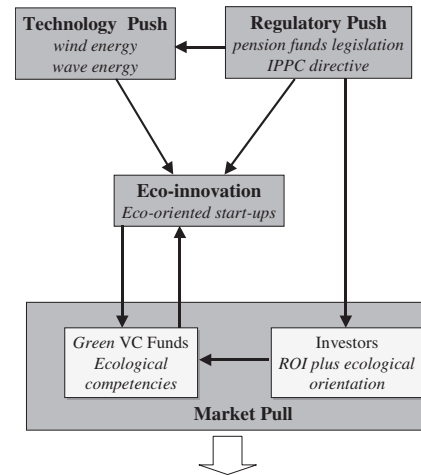 Technology Push
wind energy
wave energy
Regulatory Push
pension funds legislation
IPPC directive
Eco-innovation
Eco-oriented start-ups
Green VC Funds
Ecological
competencies
Investors
ROI plus ecological
orientation
Market Pull